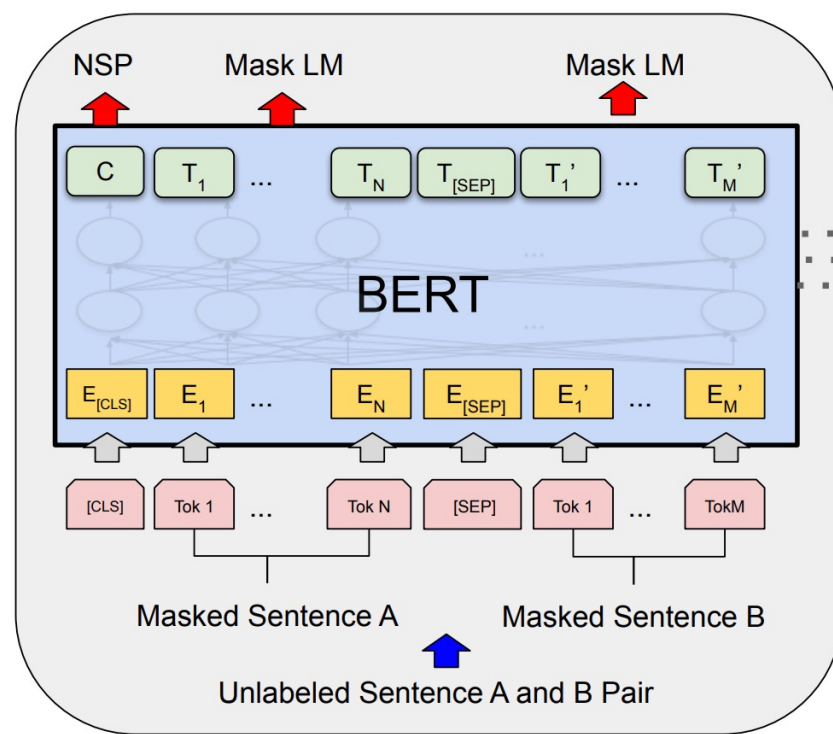 NSP Mask LM Mask LM
C T1 ... TN T[SEP] T1’ ... TM’
...
BERT
...
E[CLS] E1 ... EN E[SEP] E1’ ... EM’
[CLS] Tok 1 ... Tok N [SEP] Tok 1 ... TokM
Masked Sentence A Masked Sentence B
Unlabeled Sentence A and B Pair